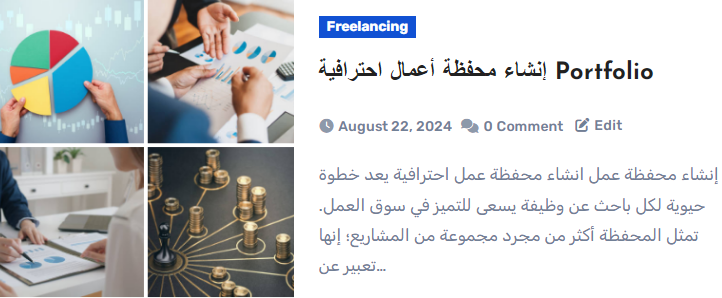 Freelancing
إنشاء محفظة أعمال احترافية Portfolio
August 22, 2024 0 Comment Edit
إنشاء محفظة عمل انشاء محفظة عمل احترافية يعد خطوة
حيوية لكل باحث عن وظيفة يسعى للتميز في سوق العمل.
تمثل المحفظة أكثر من مجرد مجموعة من المشاريع؛ إنها
تعبير عن...